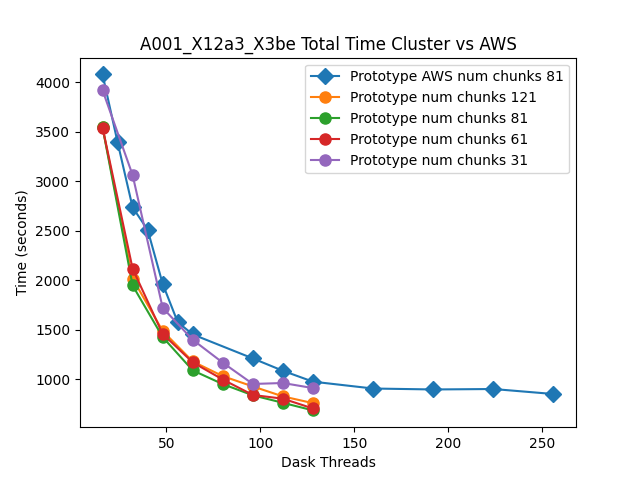 A001_X12a3_X3be Total Time Cluster vs AWS
Prototype AWS num chunks 81
Prototype num chunks 121
Prototype num chunks 81
Prototype num chunks 61
Prototype num chunks 31
Time (seconds)
4000
3500
3000
2500
2000
1500
1000
50 100 150 200 250
Dask Threads